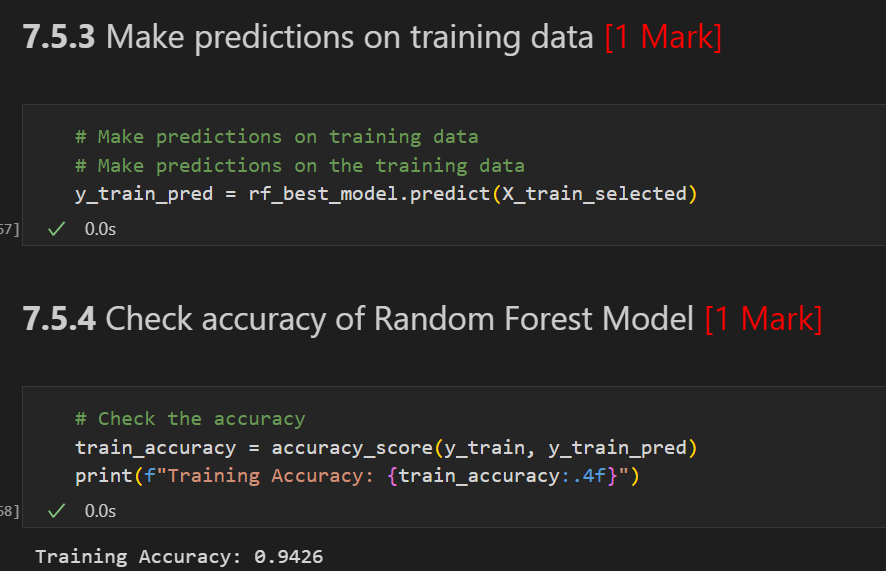 7.5.3 Make predictions on training data [1 Mark]
# Make predictions on training data
# Make predictions on the training data
y_train_pred = rf_best_model.predict(X_train_selected)
57] ✓ 0.0s
7.5.4 Check accuracy of Random Forest Model [1 Mark]
# Check the accuracy
train_accuracy = accuracy_score(y_train, y_train_pred)
print(f"Training Accuracy: {train_accuracy:.4f}")
58] ✓ 0.0s
Training Accuracy: 0.9426